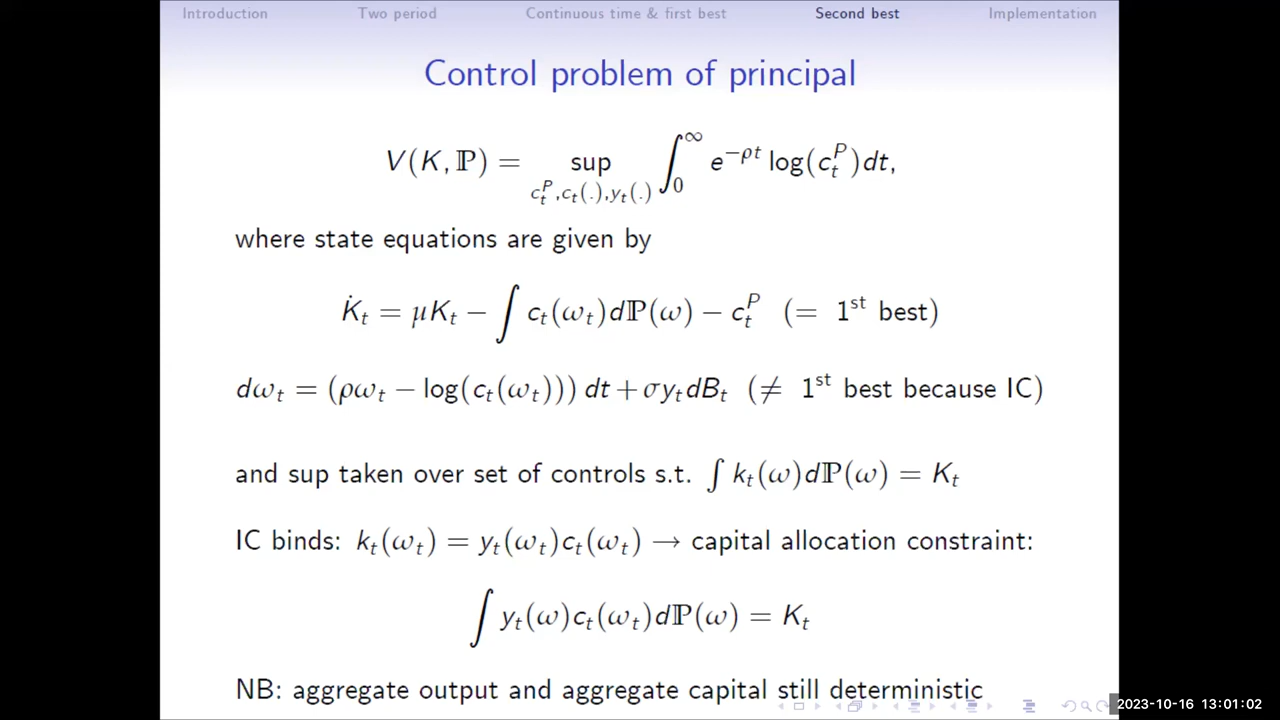 Introduction Two period Continuous time & first best Second best Implementation
Control problem of principal
V(K, ℙ) = sup_{c_t^P, c_t(.), y_t(.)} ∫_0^∞ e^{−ρt} log(c_t^P)dt,
where state equations are given by
K̇_t = μK_t − ∫ c_t(ω_t)dℙ(ω) − c_t^P (= 1^st best)
dω_t = (ρω_t − log(c_t(ω_t))) dt + σy_t dB_t (≠ 1^st best because IC)
and sup taken over set of controls s.t. ∫ k_t(ω)dℙ(ω) = K_t
IC binds: k_t(ω_t) = y_t(ω_t)c_t(ω_t) → capital allocation constraint:
∫ y_t(ω)c_t(ω_t)dℙ(ω) = K_t
NB: aggregate output and aggregate capital still deterministic
2023-10-16 13:01:02